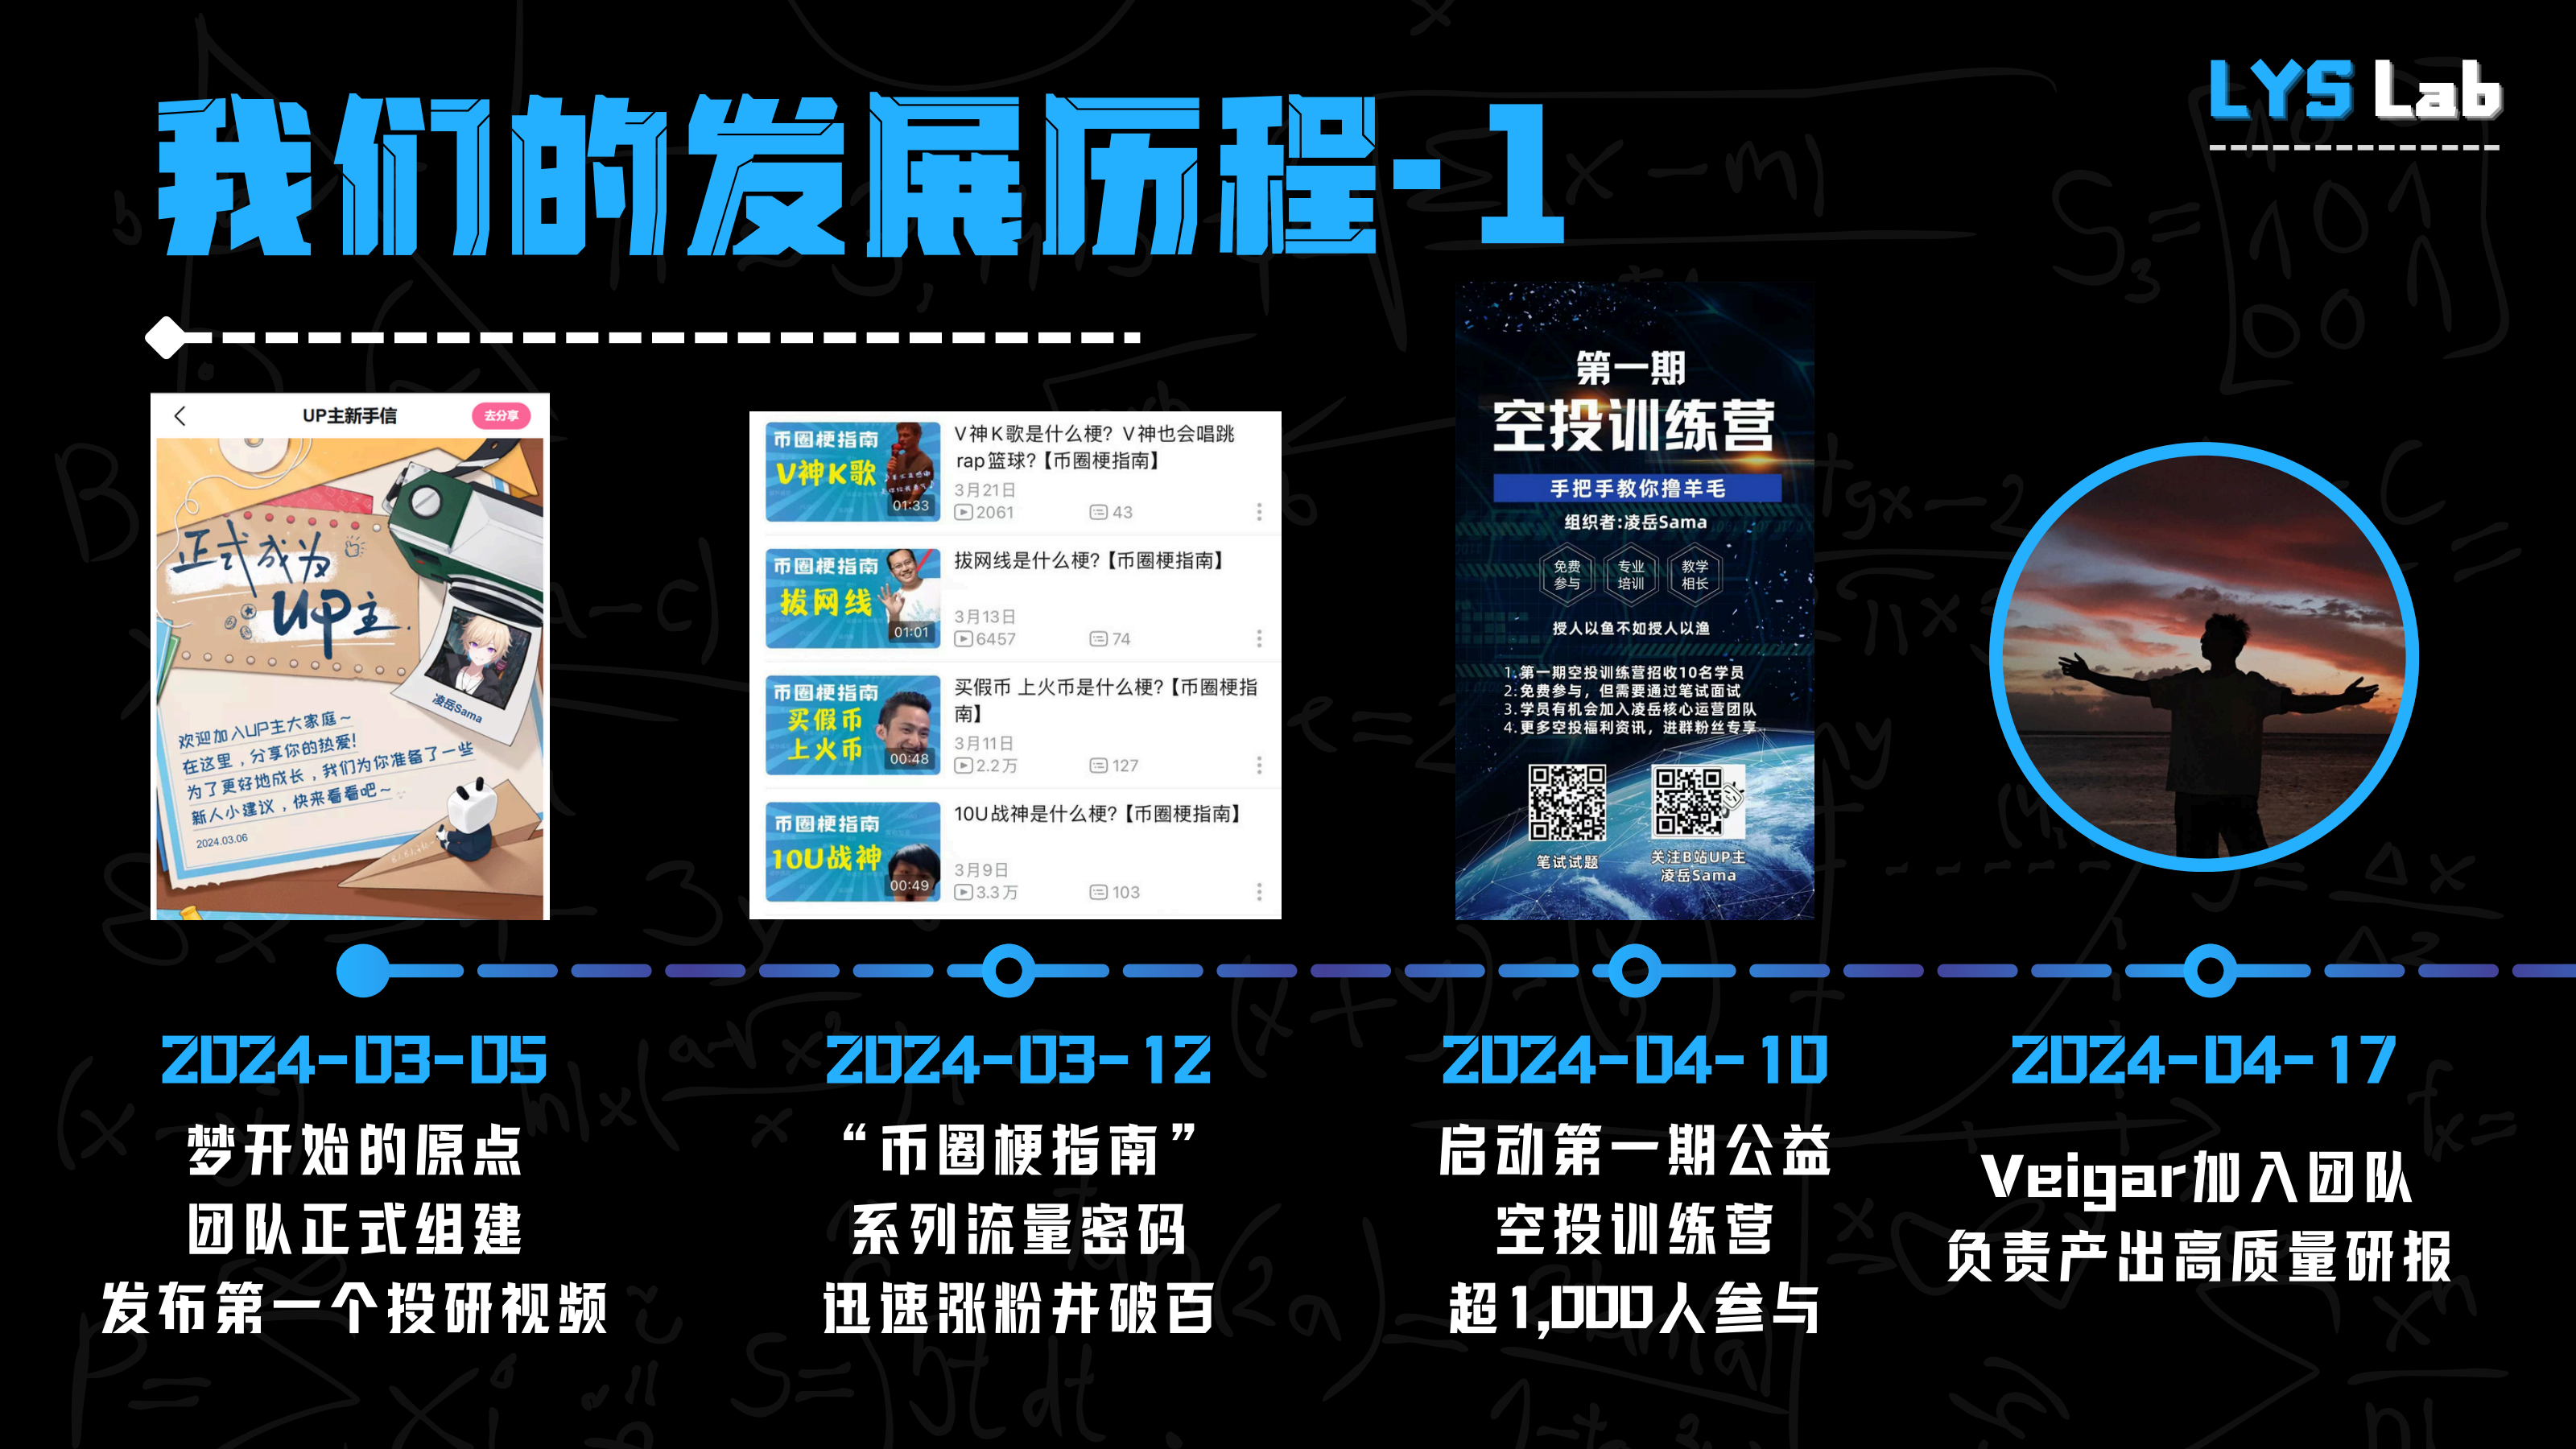 我们的发展历程-1
LYS Lab
UP主新手信
去分享
正式成为
UP主
凌岳Sama
欢迎加入UP主大家庭～
在这里，分享你的热爱!
为了更好地成长，我们为你准备了一些
新人小建议，快来看看吧～
2024.03.06
币圈梗指南
V神K歌
01:33
V神K歌是什么梗？V神也会唱跳
rap篮球？【币圈梗指南】
3月21日
2061
43
币圈梗指南
拔网线
01:01
拔网线是什么梗？【币圈梗指南】
3月13日
6457
74
币圈梗指南
买假币
上火币
00:48
买假币 上火币是什么梗？【币圈梗指
南】
3月11日
2.2万
127
币圈梗指南
10U战神
00:49
10U战神是什么梗？【币圈梗指南】
3月9日
3.3万
103
第一期
空投训练营
手把手教你撸羊毛
组织者:凌岳Sama
免费
参与
专业
培训
教学
相长
授人以鱼不如授人以渔
1.第一期空投训练营招收10名学员
2.免费参与，但需要通过笔试面试
3.学员有机会加入凌岳核心运营团队
4.更多空投福利资讯，进群粉丝专享
笔试试题
关注B站UP主
凌岳Sama
2024-03-05
梦开始的原点
团队正式组建
发布第一个投研视频
2024-03-12
“币圈梗指南”
系列流量密码
迅速涨粉并破百
2024-04-10
启动第一期公益
空投训练营
超1,000人参与
2024-04-17
Veigar加入团队
负责产出高质量研报